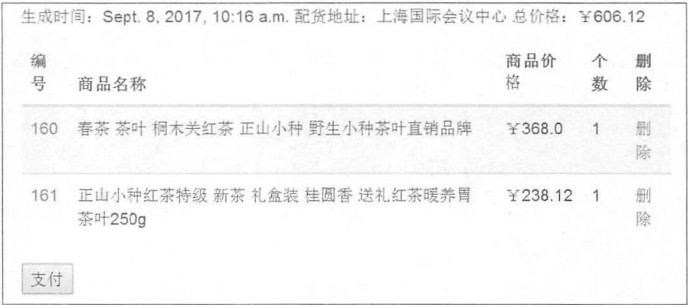 生成时间：Sept. 8, 2017, 10:16 a.m. 配货地址：上海国际会议中心 总价格：￥606.12
编号 商品名称 商品价格 个数 删除
160 春茶 茶叶 桐木关红茶 正山小种 野生小种茶叶直销品牌 ￥368.0 1 删除
161 正山小种红茶特级 新茶 礼盒装 桂圆香 送礼红茶暖养胃 ￥238.12 1 删除
茶叶250g
支付